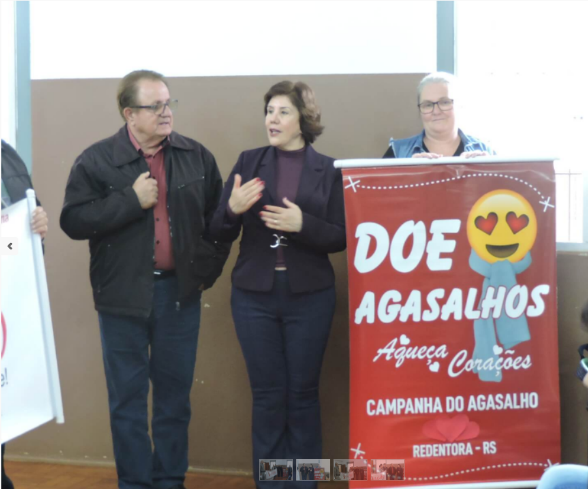 DOE
AGASALHOS
Aqueça
Corações
CAMPANHA DO AGASALHO
REDENTORA - RS
e!